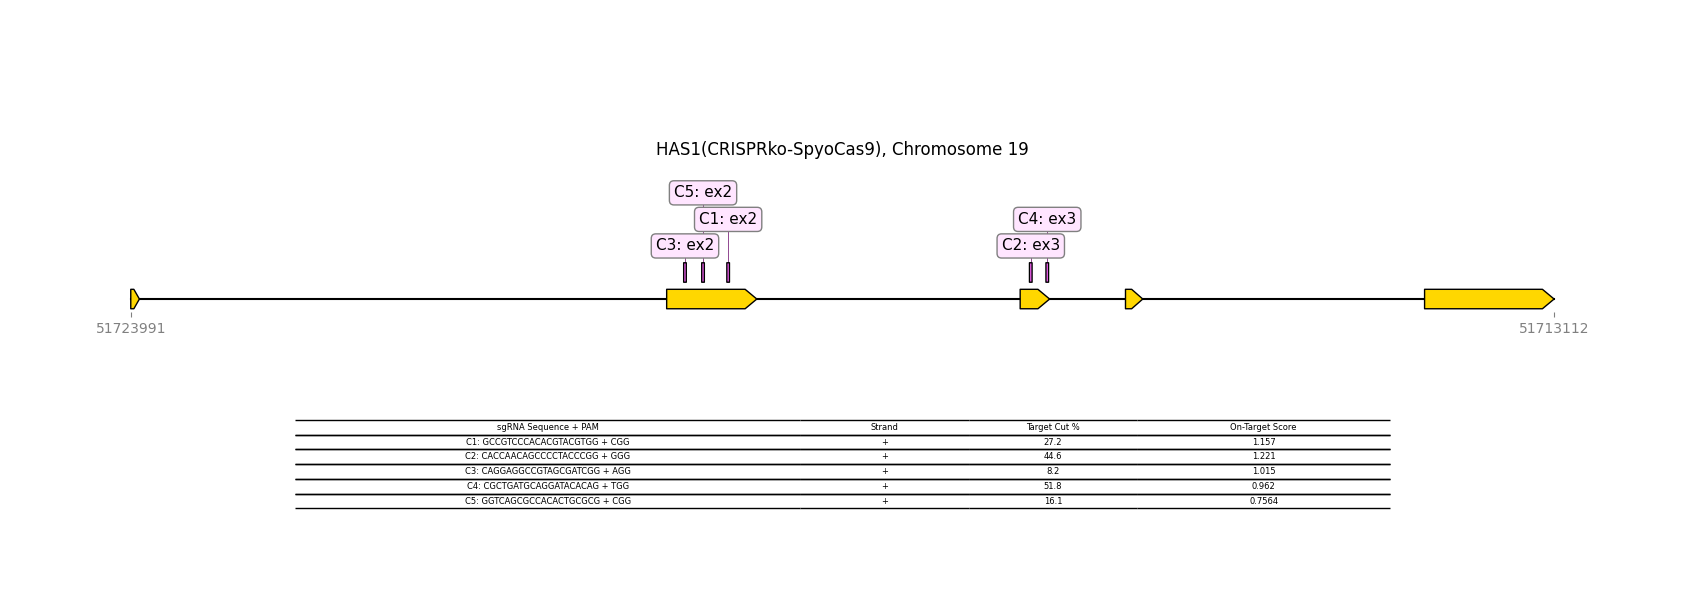 HAS1(CRISPRko-SpyoCas9), Chromosome 19
C5: ex2
C1: ex2
C4: ex3
C3: ex2
C2: ex3
51723991
51713112
sgRNA Sequence + PAM Strand Target Cut % On-Target Score
C1: GCCGTCCCACACGTACGTGG + CGG + 27.2 1.157
C2: CACCAACAGCCCCTACCCGG + GGG + 44.6 1.221
C3: CAGGAGGCCGTAGCGATCGG + AGG + 8.2 1.015
C4: CGCTGATGCAGGATACACAG + TGG + 51.8 0.962
C5: GGTCAGCGCCACACTGCGCG + CGG + 16.1 0.7564